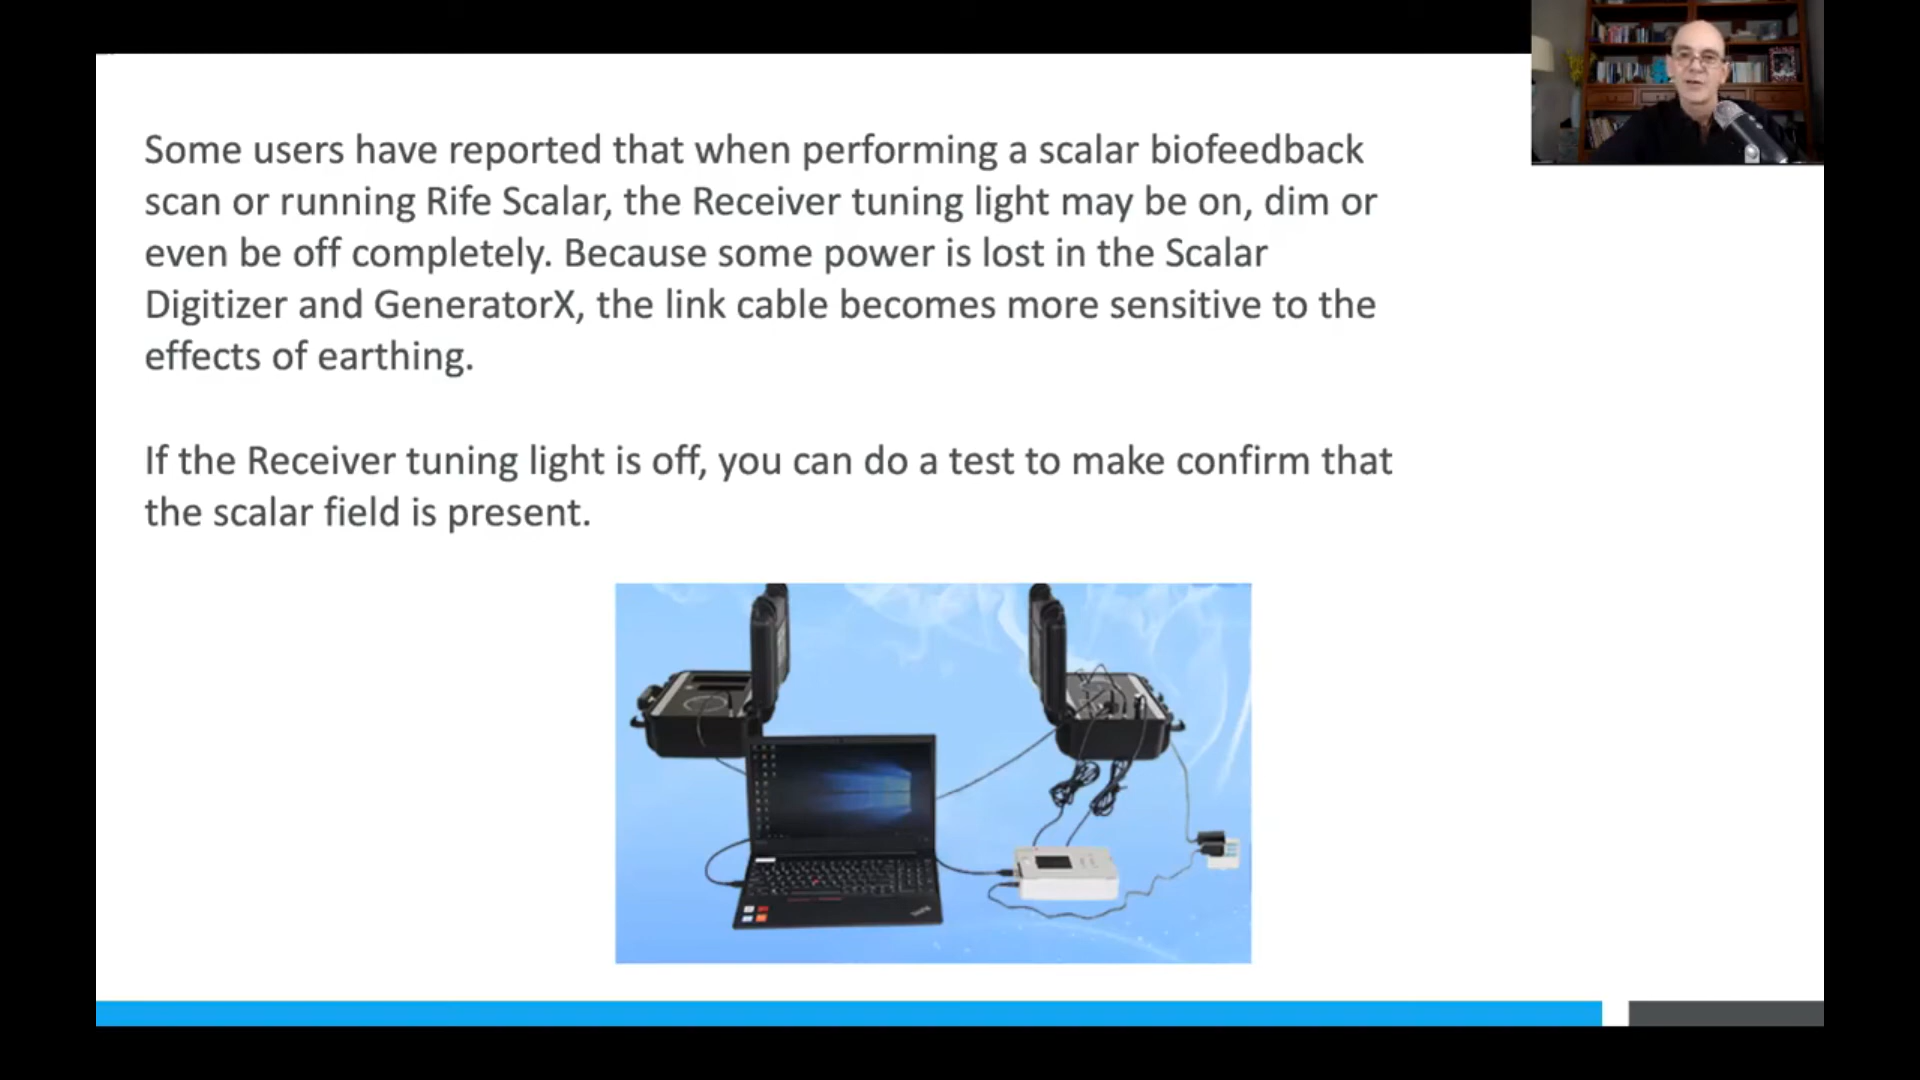 Some users have reported that when performing a scalar biofeedback
scan or running Rife Scalar, the Receiver tuning light may be on, dim or
even be off completely. Because some power is lost in the Scalar
Digitizer and GeneratorX, the link cable becomes more sensitive to the
effects of earthing.
If the Receiver tuning light is off, you can do a test to make confirm that
the scalar field is present.